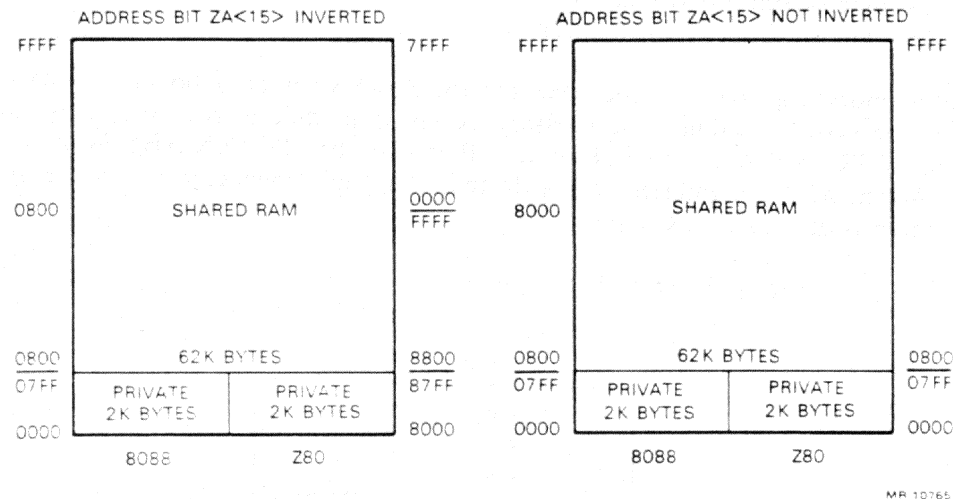 ADDRESS BIT ZA<15> INVERTED
FFFF
7FFF
0800
SHARED RAM
0000
FFFF
0800
62K BYTES
8800
07FF
PRIVATE
2K BYTES
PRIVATE
2K BYTES
87FF
0000
8000
8088
Z80
ADDRESS BIT ZA<15> NOT INVERTED
FFFF
FFFF
8000
SHARED RAM
0800
62K BYTES
0800
07FF
PRIVATE
2K BYTES
PRIVATE
2K BYTES
07FF
0000
0000
8088
Z80
MR 10765